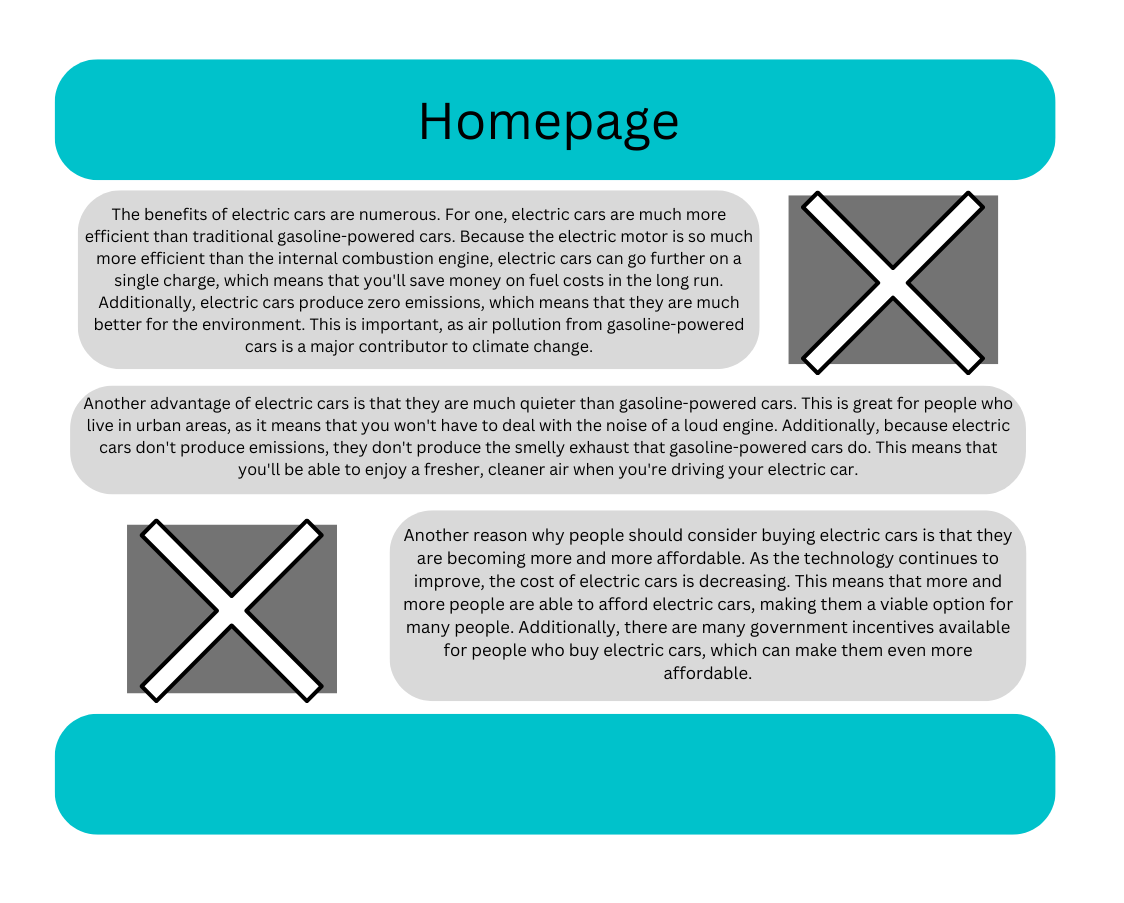 Homepage
The benefits of electric cars are numerous. For one, electric cars are much more
efficient than traditional gasoline-powered cars. Because the electric motor is so much
more efficient than the internal combustion engine, electric cars can go further on a
single charge, which means that you'll save money on fuel costs in the long run.
Additionally, electric cars produce zero emissions, which means that they are much
better for the environment. This is important, as air pollution from gasoline-powered
cars is a major contributor to climate change.
Another advantage of electric cars is that they are much quieter than gasoline-powered cars. This is great for people who
live in urban areas, as it means that you won't have to deal with the noise of a loud engine. Additionally, because electric
cars don't produce emissions, they don't produce the smelly exhaust that gasoline-powered cars do. This means that
you'll be able to enjoy a fresher, cleaner air when you're driving your electric car.
Another reason why people should consider buying electric cars is that they
are becoming more and more affordable. As the technology continues to
improve, the cost of electric cars is decreasing. This means that more and
more people are able to afford electric cars, making them a viable option for
many people. Additionally, there are many government incentives available
for people who buy electric cars, which can make them even more
affordable.